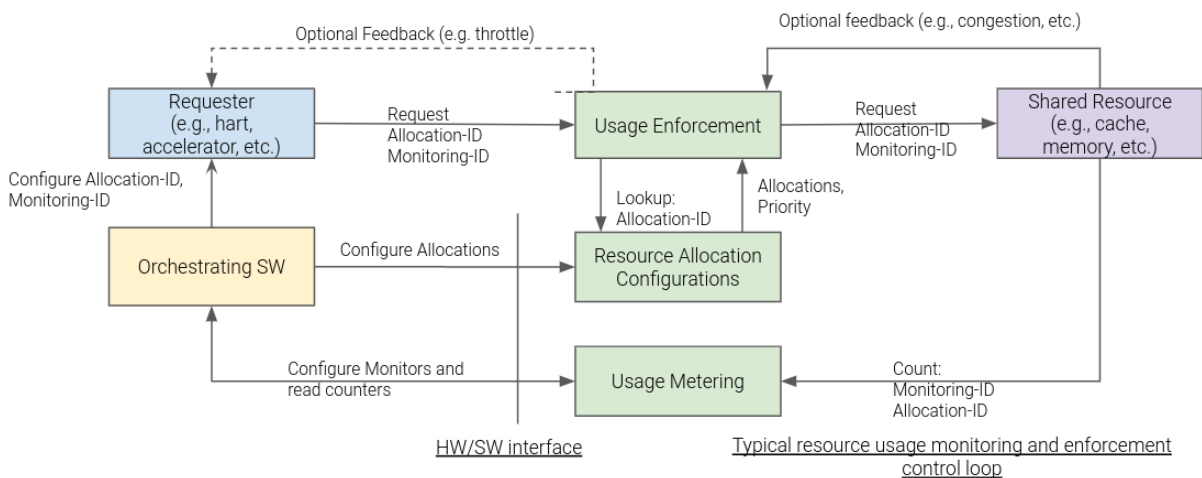 Optional feedback (e.g., congestion, etc.)
Optional Feedback (e.g. throttle)
Requester
(e.g., hart,
accelerator, etc.)
Request
Allocation-ID
Monitoring-ID
Usage Enforcement
Request
Allocation-ID
Monitoring-ID
Shared Resource
(e.g., cache,
memory, etc.)
Configure Allocation-ID,
Monitoring-ID
Lookup:
Allocation-ID
Allocations,
Priority
Orchestrating SW
Configure Allocations
Resource Allocation
Configurations
Configure Monitors and
read counters
Usage Metering
Count:
Monitoring-ID
Allocation-ID
HW/SW interface
Typical resource usage monitoring and enforcement
control loop